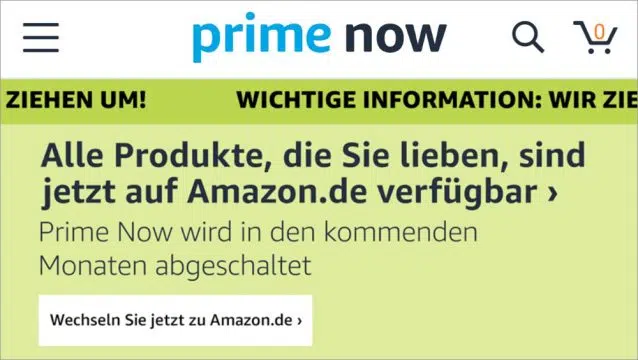 prime now
0
ZIEHEN UM! WICHTIGE INFORMATION: WIR ZIE
Alle Produkte, die Sie lieben, sind
jetzt auf Amazon.de verfügbar ›
Prime Now wird in den kommenden
Monaten abgeschaltet
Wechseln Sie jetzt zu Amazon.de ›